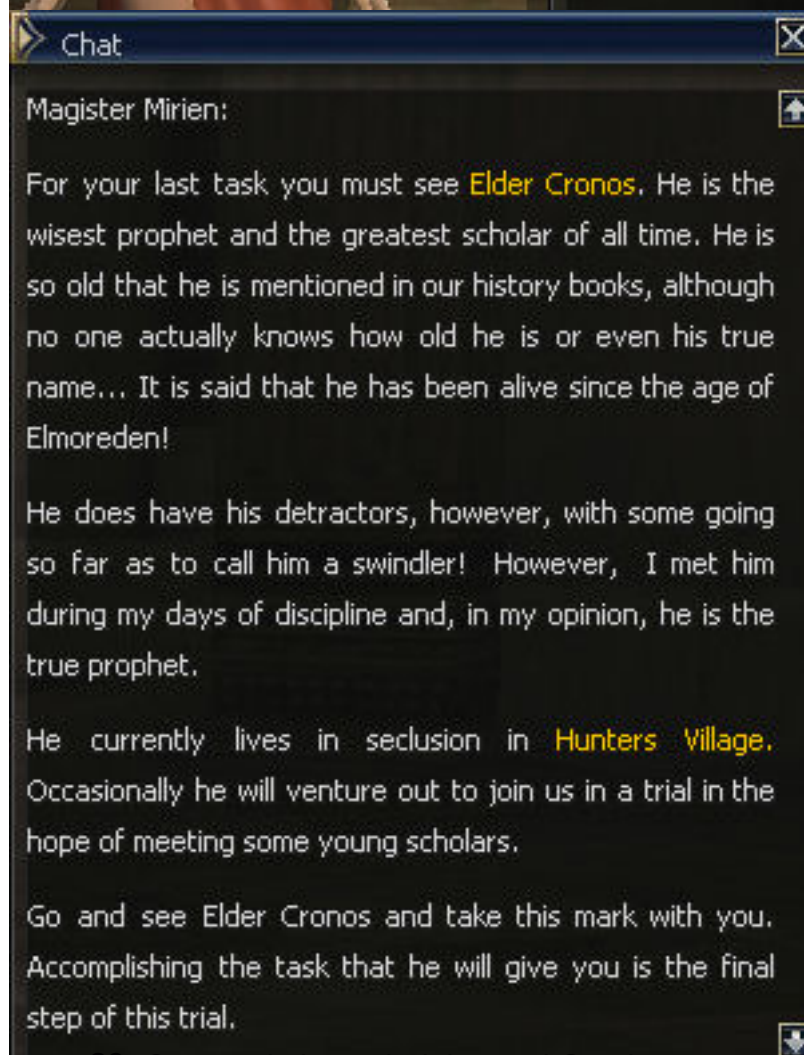 Chat
Magister Mirien:
For your last task you must see Elder Cronos. He is the
wisest prophet and the greatest scholar of all time. He is
so old that he is mentioned in our history books, although
no one actually knows how old he is or even his true
name... It is said that he has been alive since the age of
Elmoreden!
He does have his detractors, however, with some going
so far as to call him a swindler!  However,  I met him
during my days of discipline and, in my opinion, he is the
true prophet.
He currently lives in seclusion in Hunters Village.
Occasionally he will venture out to join us in a trial in the
hope of meeting some young scholars.
Go and see Elder Cronos and take this mark with you.
Accomplishing the task that he will give you is the final
step of this trial.